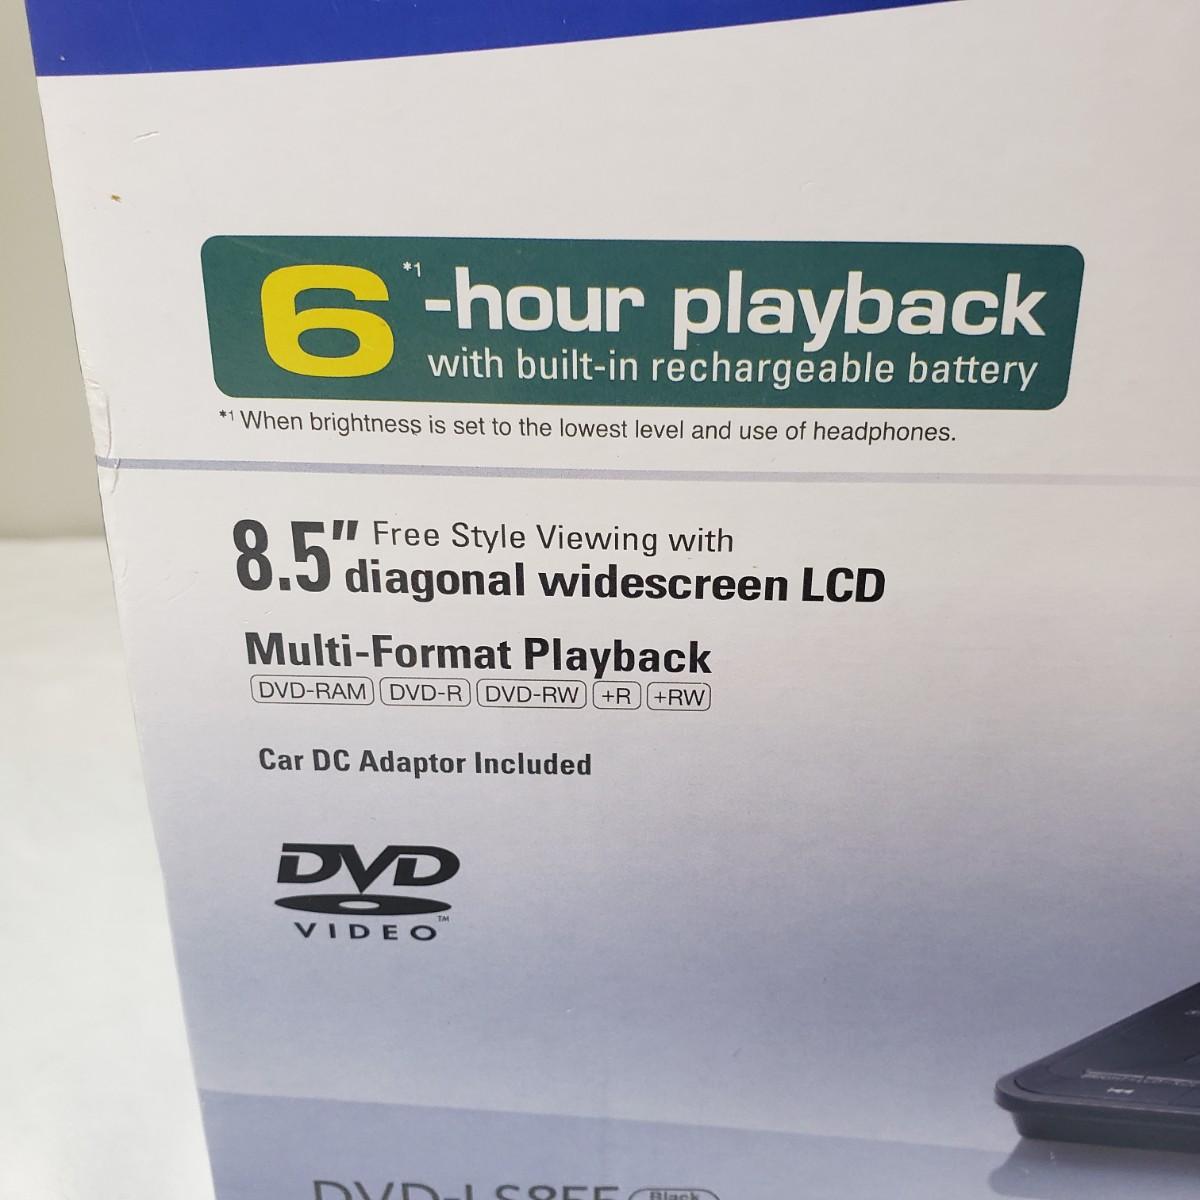 6*1-hour playback
with built-in rechargeable battery
*1 When brightness is set to the lowest level and use of headphones.
8.5" Free Style Viewing with
diagonal widescreen LCD
Multi-Format Playback
DVD-RAM DVD-R DVD-RW +R +RW
Car DC Adaptor Included
DVD
VIDEO™
Black